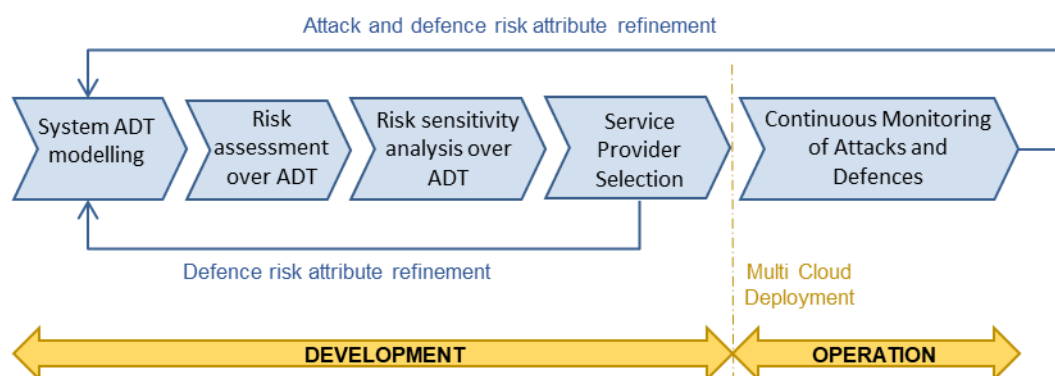 Attack and defence risk attribute refinement
System ADT
modelling
Risk
assessment
over ADT
Risk sensitivity
analysis over
ADT
Service
Provider
Selection
Continuous Monitoring
of Attacks and
Defences
Defence risk attribute refinement
Multi Cloud
Deployment
DEVELOPMENT
OPERATION